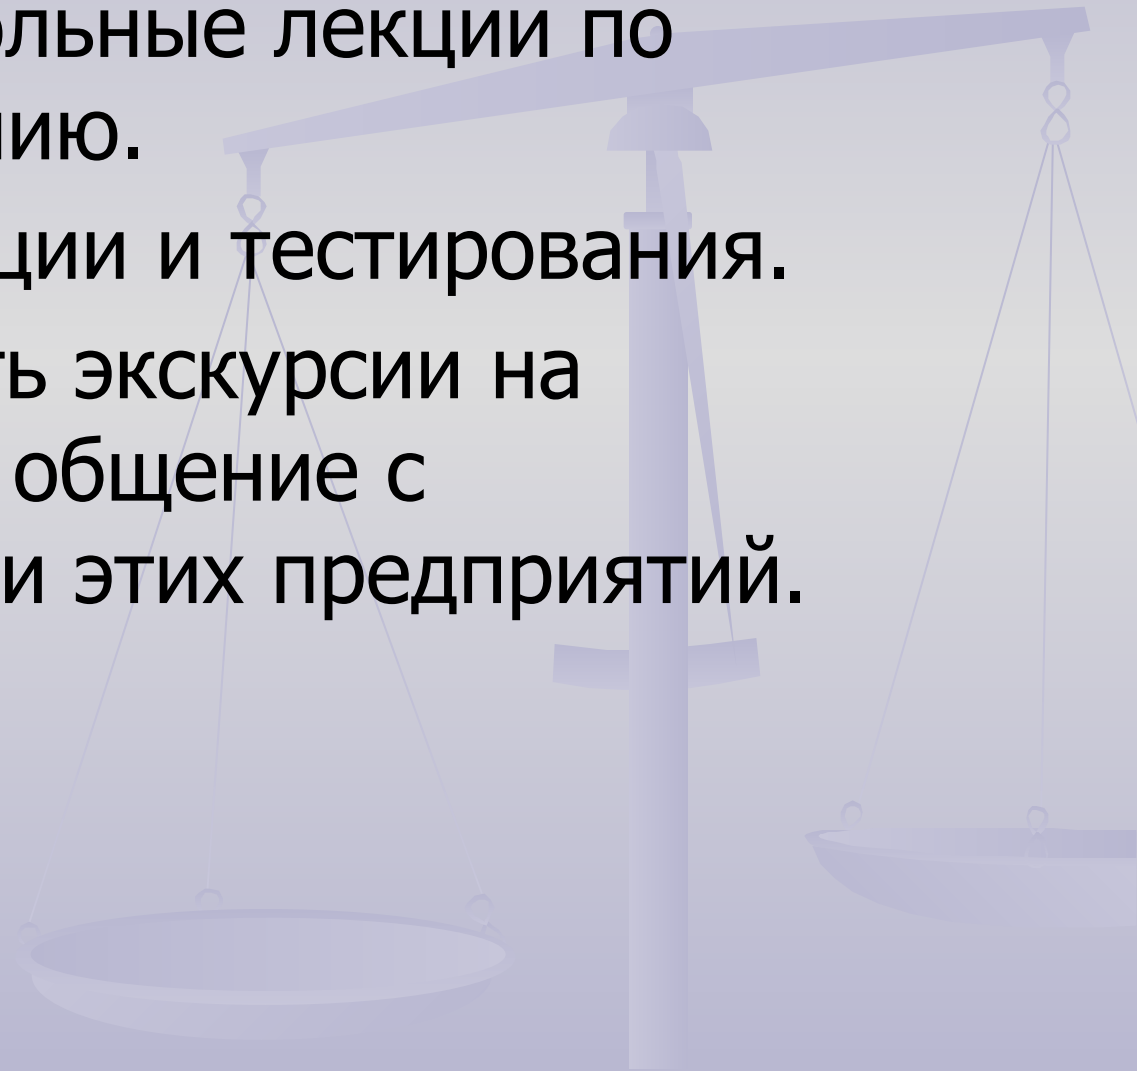 ольные лекции по
нию.
ции и тестирования.
ть экскурсии на
общение с
и этих предприятий.